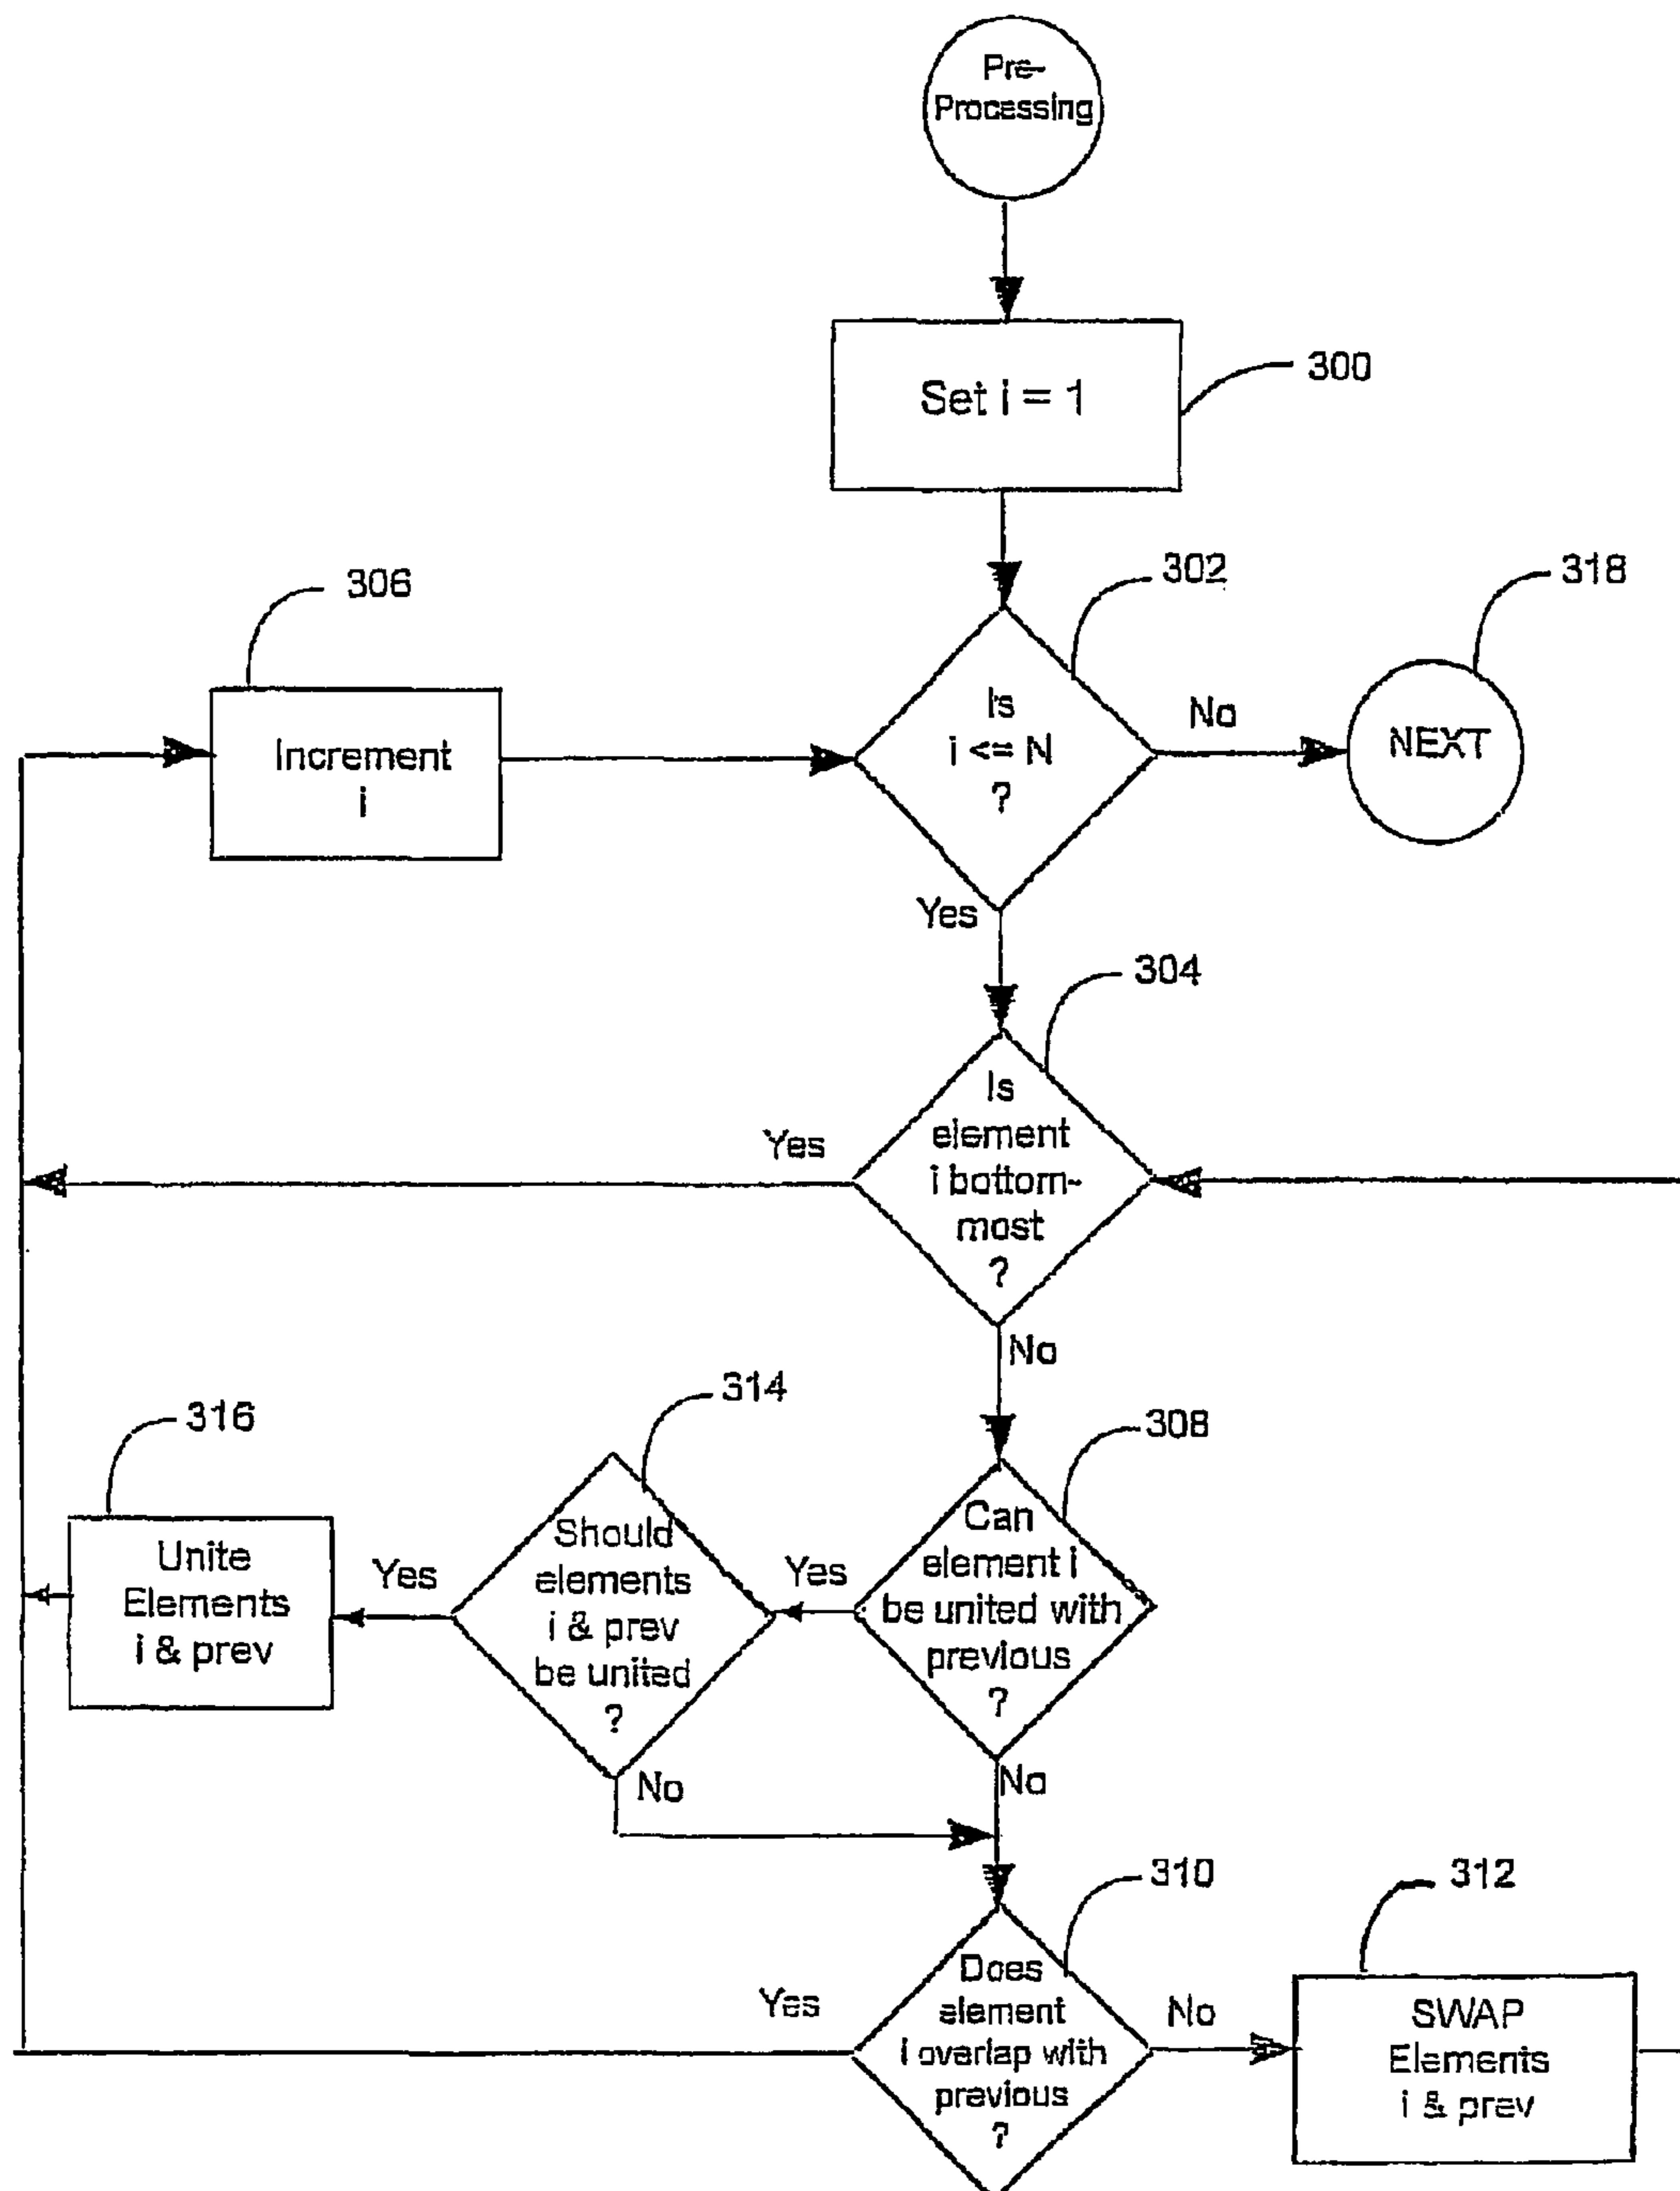 Pre-
Processing
Set i = 1
300
302
318
306
Increment
i
Is
i <= N
?
No
NEXT
Yes
304
Is
element
i bottom-
most
?
Yes
No
314
316
308
Unite
Elements
i & prev
Yes
Should
elements
i & prev
be united
?
Yes
Can
element i
be united with
previous
?
No
No
310
312
Does
element
i overlap with
previous
?
Yes
No
SWAP
Elements
i & prev